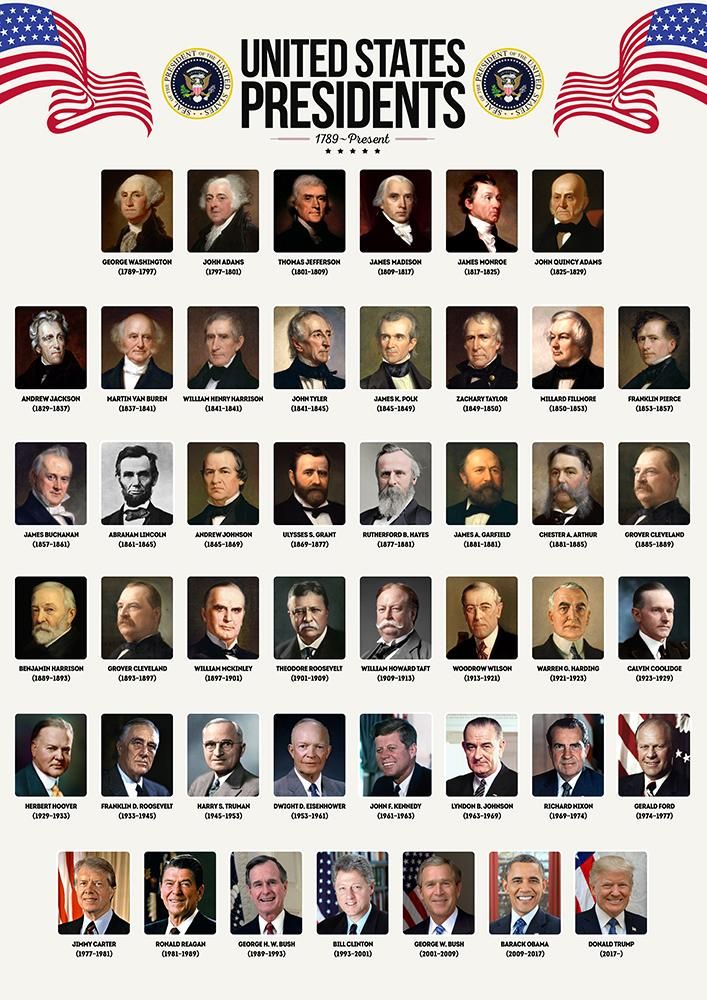 SEAL OF THE PRESIDENT OF THE UNITED STATES
UNITED STATES
PRESIDENTS
SEAL OF THE PRESIDENT OF THE UNITED STATES
1789~Present
GEORGE WASHINGTON
(1789-1797)
JOHN ADAMS
(1797-1801)
THOMAS JEFFERSON
(1801-1809)
JAMES MADISON
(1809-1817)
JAMES MONROE
(1817-1825)
JOHN QUINCY ADAMS
(1825-1829)
ANDREW JACKSON
(1829-1837)
MARTIN VAN BUREN
(1837-1841)
WILLIAM HENRY HARRISON
(1841-1841)
JOHN TYLER
(1841-1845)
JAMES K. POLK
(1845-1849)
ZACHARY TAYLOR
(1849-1850)
MILLARD FILLMORE
(1850-1853)
FRANKLIN PIERCE
(1853-1857)
JAMES BUCHANAN
(1857-1861)
ABRAHAM LINCOLN
(1861-1865)
ANDREW JOHNSON
(1865-1869)
ULYSSES S. GRANT
(1869-1877)
RUTHERFORD B. HAYES
(1877-1881)
JAMES A. GARFIELD
(1881-1881)
CHESTER A. ARTHUR
(1881-1885)
GROVER CLEVELAND
(1885-1889)
BENJAMIN HARRISON
(1889-1893)
GROVER CLEVELAND
(1893-1897)
WILLIAM MCKINLEY
(1897-1901)
THEODORE ROOSEVELT
(1901-1909)
WILLIAM HOWARD TAFT
(1909-1913)
WOODROW WILSON
(1913-1921)
WARREN G. HARDING
(1921-1923)
CALVIN COOLIDGE
(1923-1929)
HERBERT HOOVER
(1929-1933)
FRANKLIN D. ROOSEVELT
(1933-1945)
HARRY S. TRUMAN
(1945-1953)
DWIGHT D. EISENHOWER
(1953-1961)
JOHN F. KENNEDY
(1961-1963)
LYNDON B. JOHNSON
(1963-1969)
RICHARD NIXON
(1969-1974)
GERALD FORD
(1974-1977)
JIMMY CARTER
(1977-1981)
RONALD REAGAN
(1981-1989)
GEORGE H. W. BUSH
(1989-1993)
BILL CLINTON
(1993-2001)
GEORGE W. BUSH
(2001-2009)
BARACK OBAMA
(2009-2017)
DONALD TRUMP
(2017-)